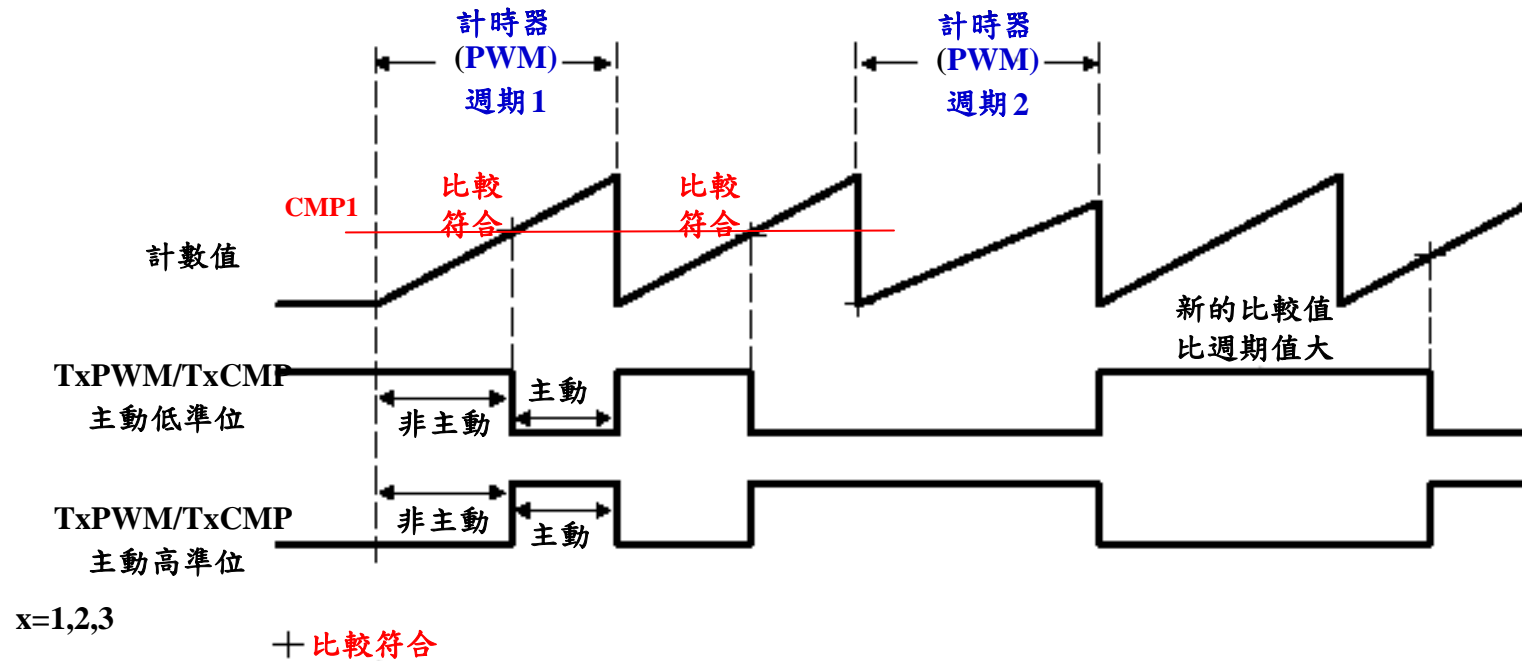 計時器
(PWM)
週期1
計時器
(PWM)
週期2
CMP1
比較
符合
比較
符合
計數值
新的比較值
比週期值大
TxPWM/TxCMP
主動低準位
非主動
主動
TxPWM/TxCMP
主動高準位
非主動
主動
x=1,2,3
比較符合